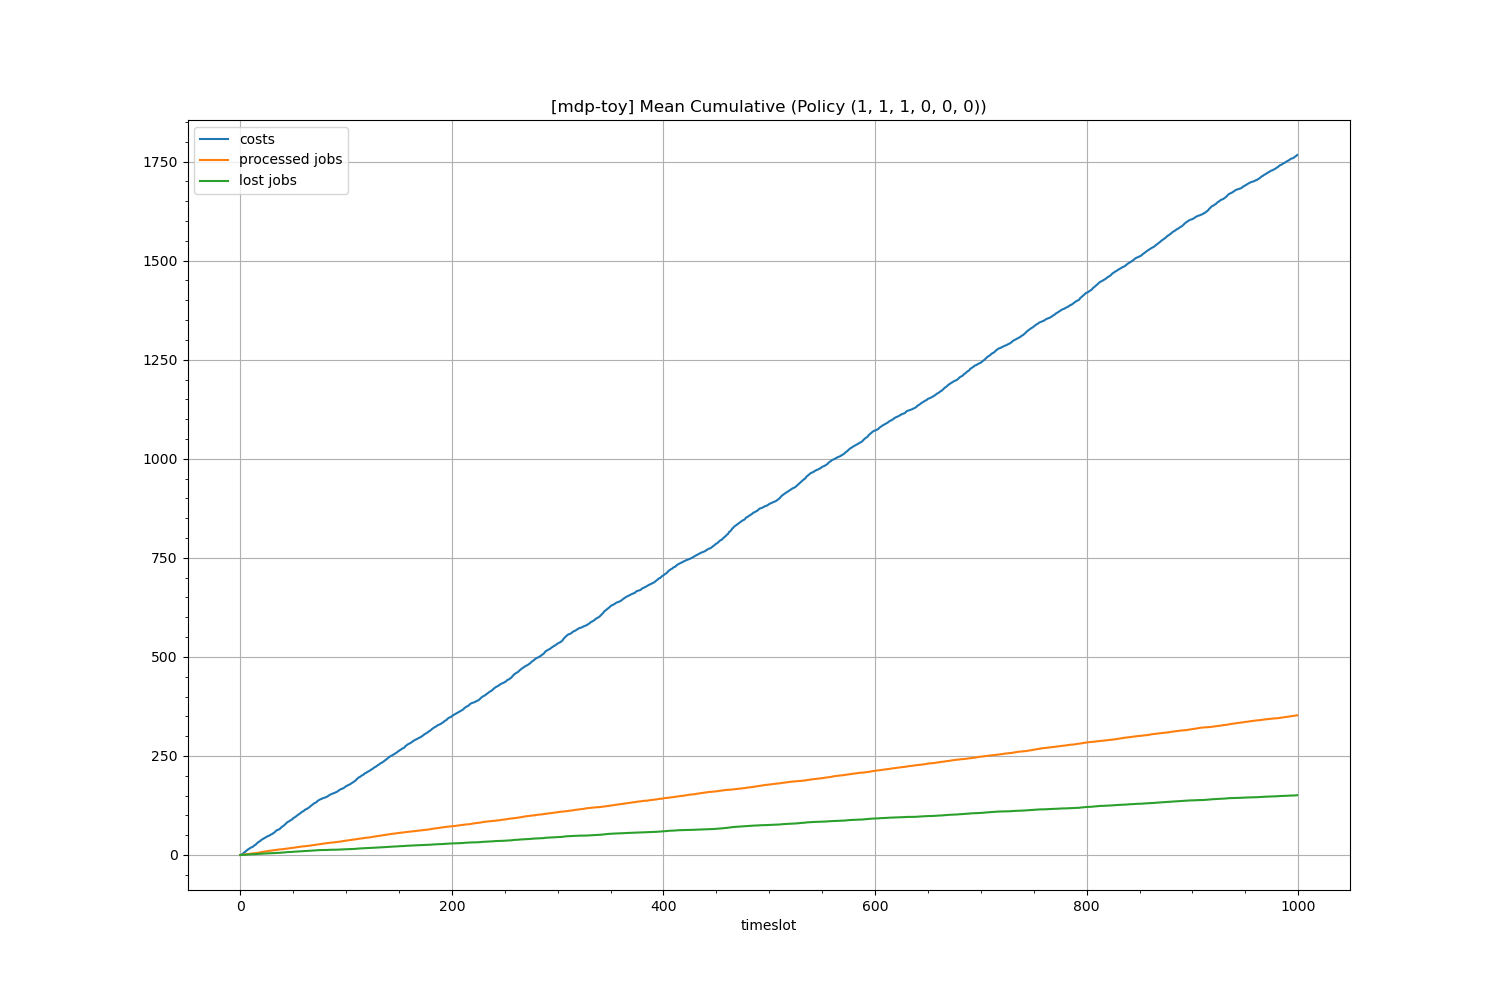 [mdp-toy] Mean Cumulative (Policy (1, 1, 1, 0, 0, 0))
costs
processed jobs
lost jobs
1750
1500
1250
1000
750
500
250
0
0 200 400 600 800 1000
timeslot